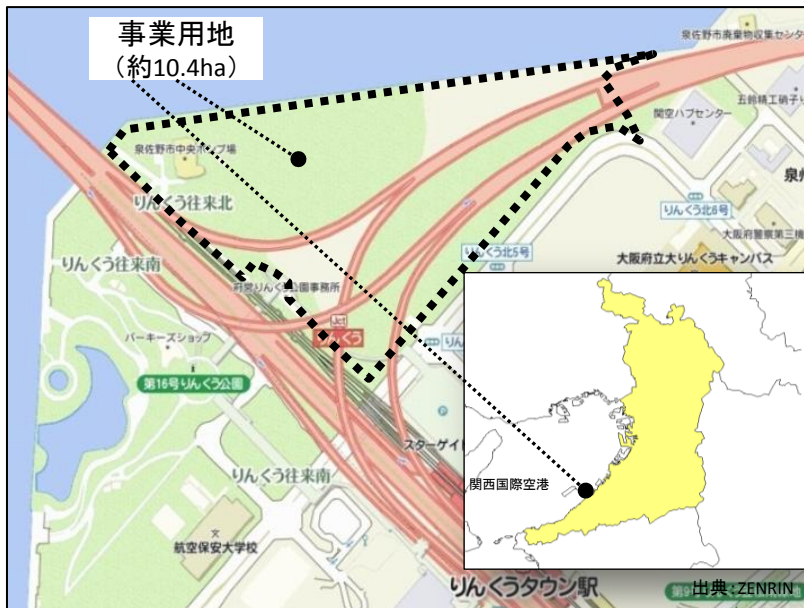 事業用地
（約10.4ha）
泉佐野市廃棄物収集センター
五鈴精工硝子り
関空ハブセンター
泉佐野市中央ポンプ場
りんくう往来北
泉州
りんくう北6号
大阪府警察第三機
りんくう北5号
大阪府立大りんくうキャンパス
りんくう往来南
府営りんくう公園事務所
Jct
りんくう
パーキーズショップ
第16号りんくう公園
P
スターゲイト
りんくう往来南
関西国際空港
文
航空保安大学校
りんくうタウン駅
出典：ZENRIN